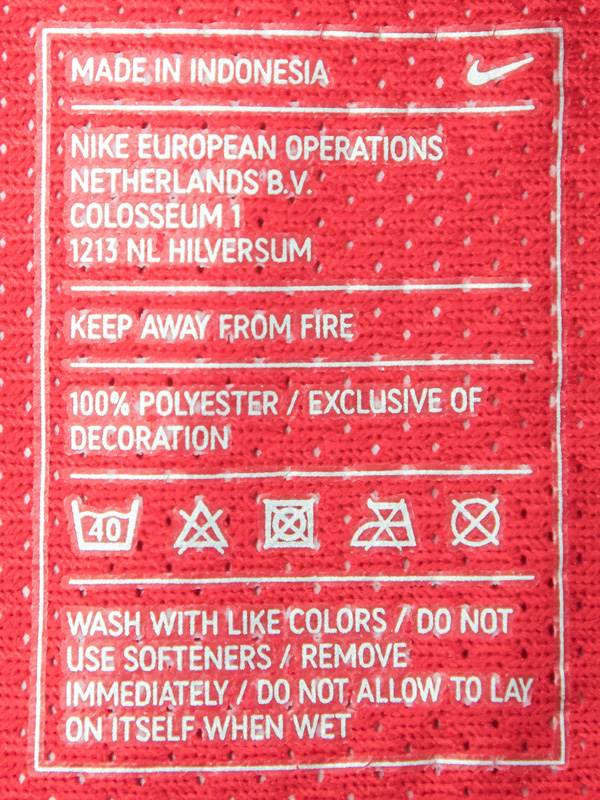 MADE IN INDONESIA
NIKE EUROPEAN OPERATIONS
NETHERLANDS B.V.
COLOSSEUM 1
1213 NL HILVERSUM
KEEP AWAY FROM FIRE
100% POLYESTER / EXCLUSIVE OF
DECORATION
40
WASH WITH LIKE COLORS / DO NOT
USE SOFTENERS / REMOVE
IMMEDIATELY / DO NOT ALLOW TO LAY
ON ITSELF WHEN WET